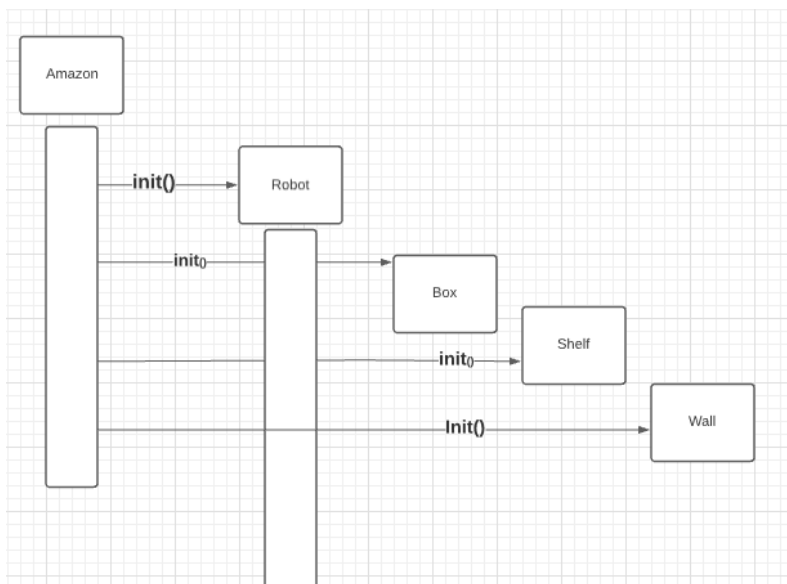 Amazon
init()
Robot
init()
Box
init()
Shelf
Init()
Wall